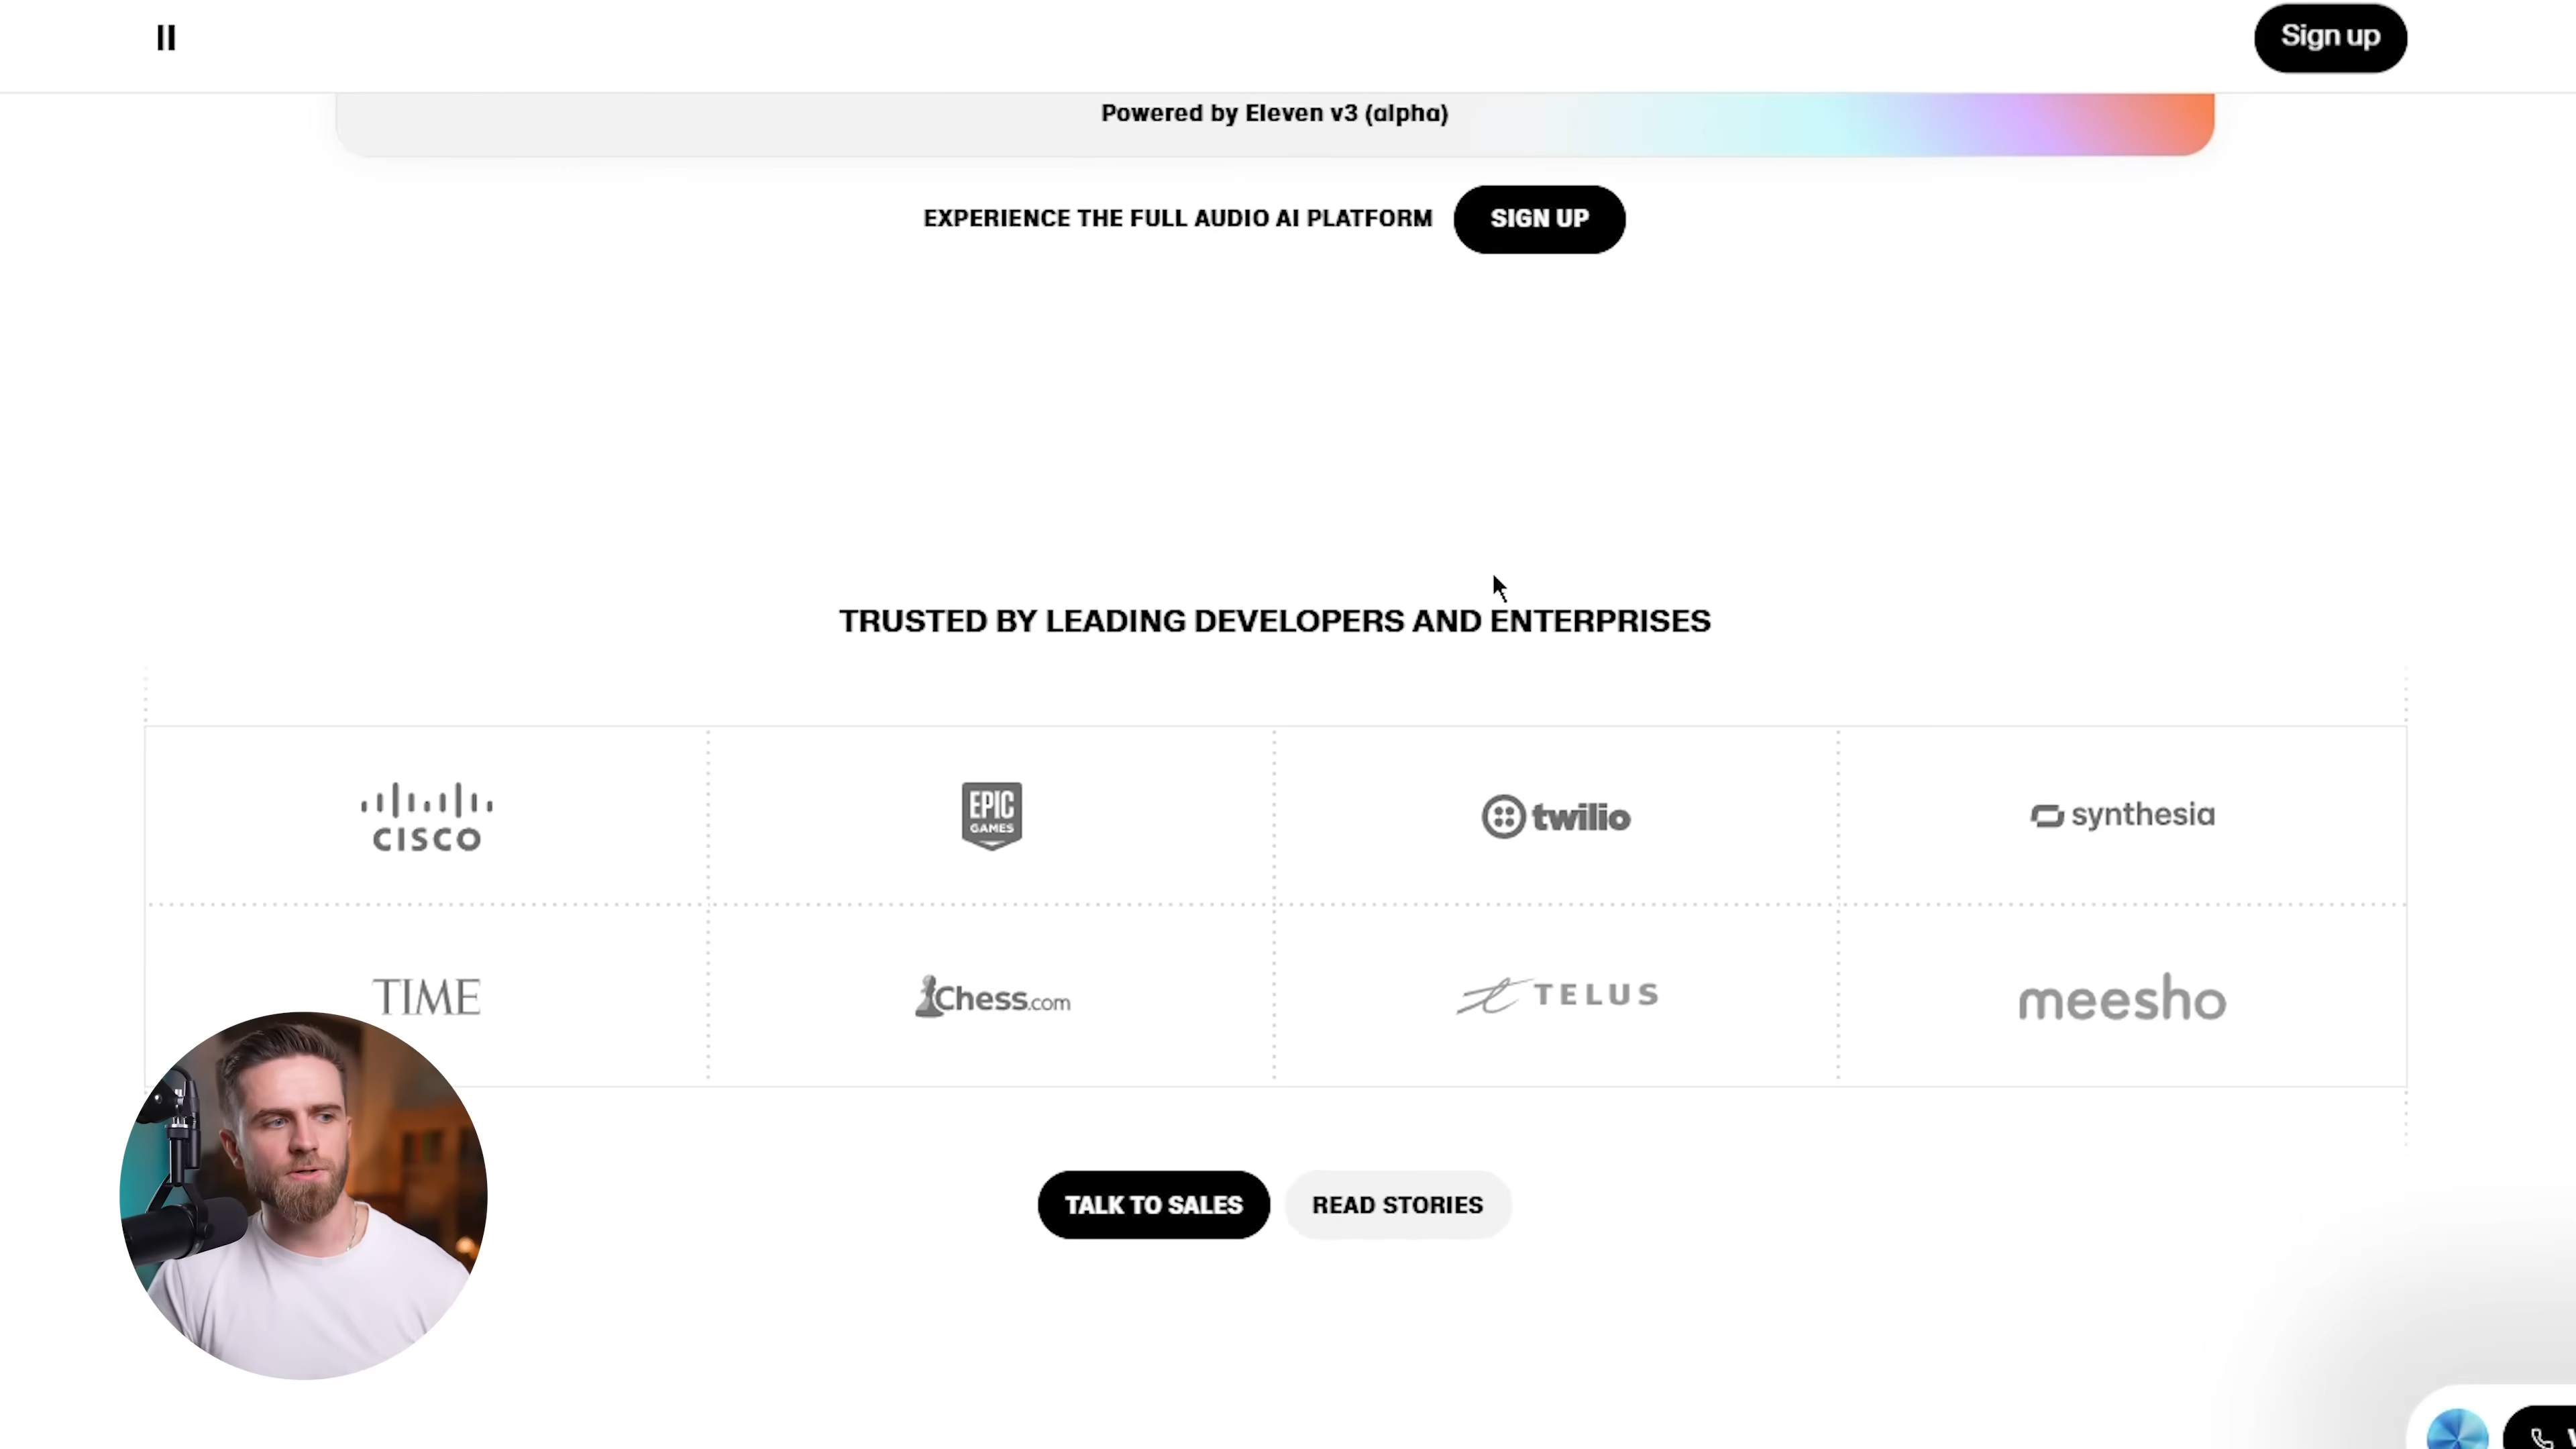 Sign up
Powered by Eleven v3 (alpha)
EXPERIENCE THE FULL AUDIO AI PLATFORM
SIGN UP
TRUSTED BY LEADING DEVELOPERS AND ENTERPRISES
CISCO
EPIC
GAMES
twilio
synthesia
TIME
Chess.com
TELUS
meesho
TALK TO SALES
READ STORIES